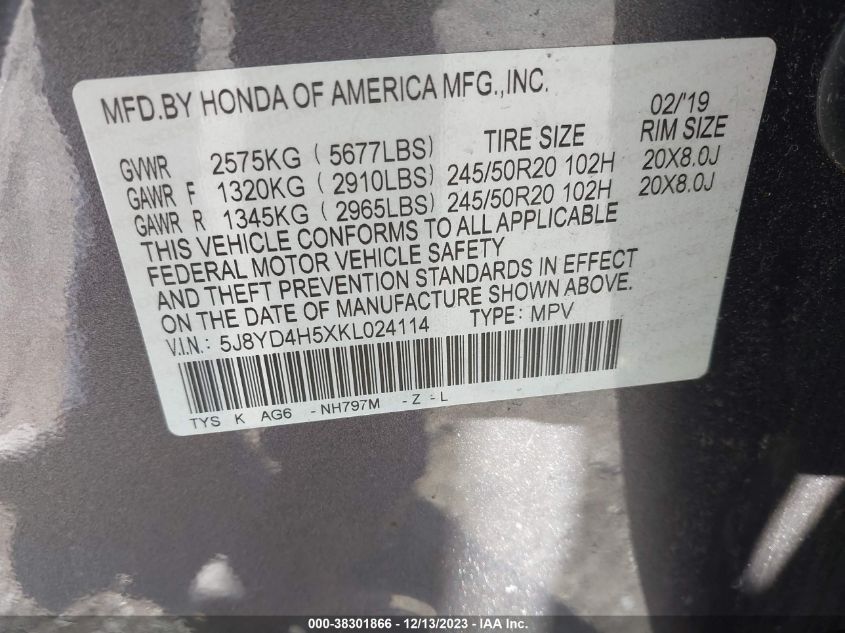 MFD.BY HONDA OF AMERICA MFG.,INC.
02/'19
GVWR 2575KG ( 5677LBS) TIRE SIZE RIM SIZE
GAWR F 1320KG ( 2910LBS) 245/50R20 102H 20X8.0J
GAWR R 1345KG ( 2965LBS) 245/50R20 102H 20X8.0J
THIS VEHICLE CONFORMS TO ALL APPLICABLE
FEDERAL MOTOR VEHICLE SAFETY
AND THEFT PREVENTION STANDARDS IN EFFECT
ON THE DATE OF MANUFACTURE SHOWN ABOVE.
V.I.N.: 5J8YD4H5XKL024114 TYPE: MPV
TYS K AG6 -NH797M -Z-L
000-38301866 - 12/13/2023 - IAA Inc.